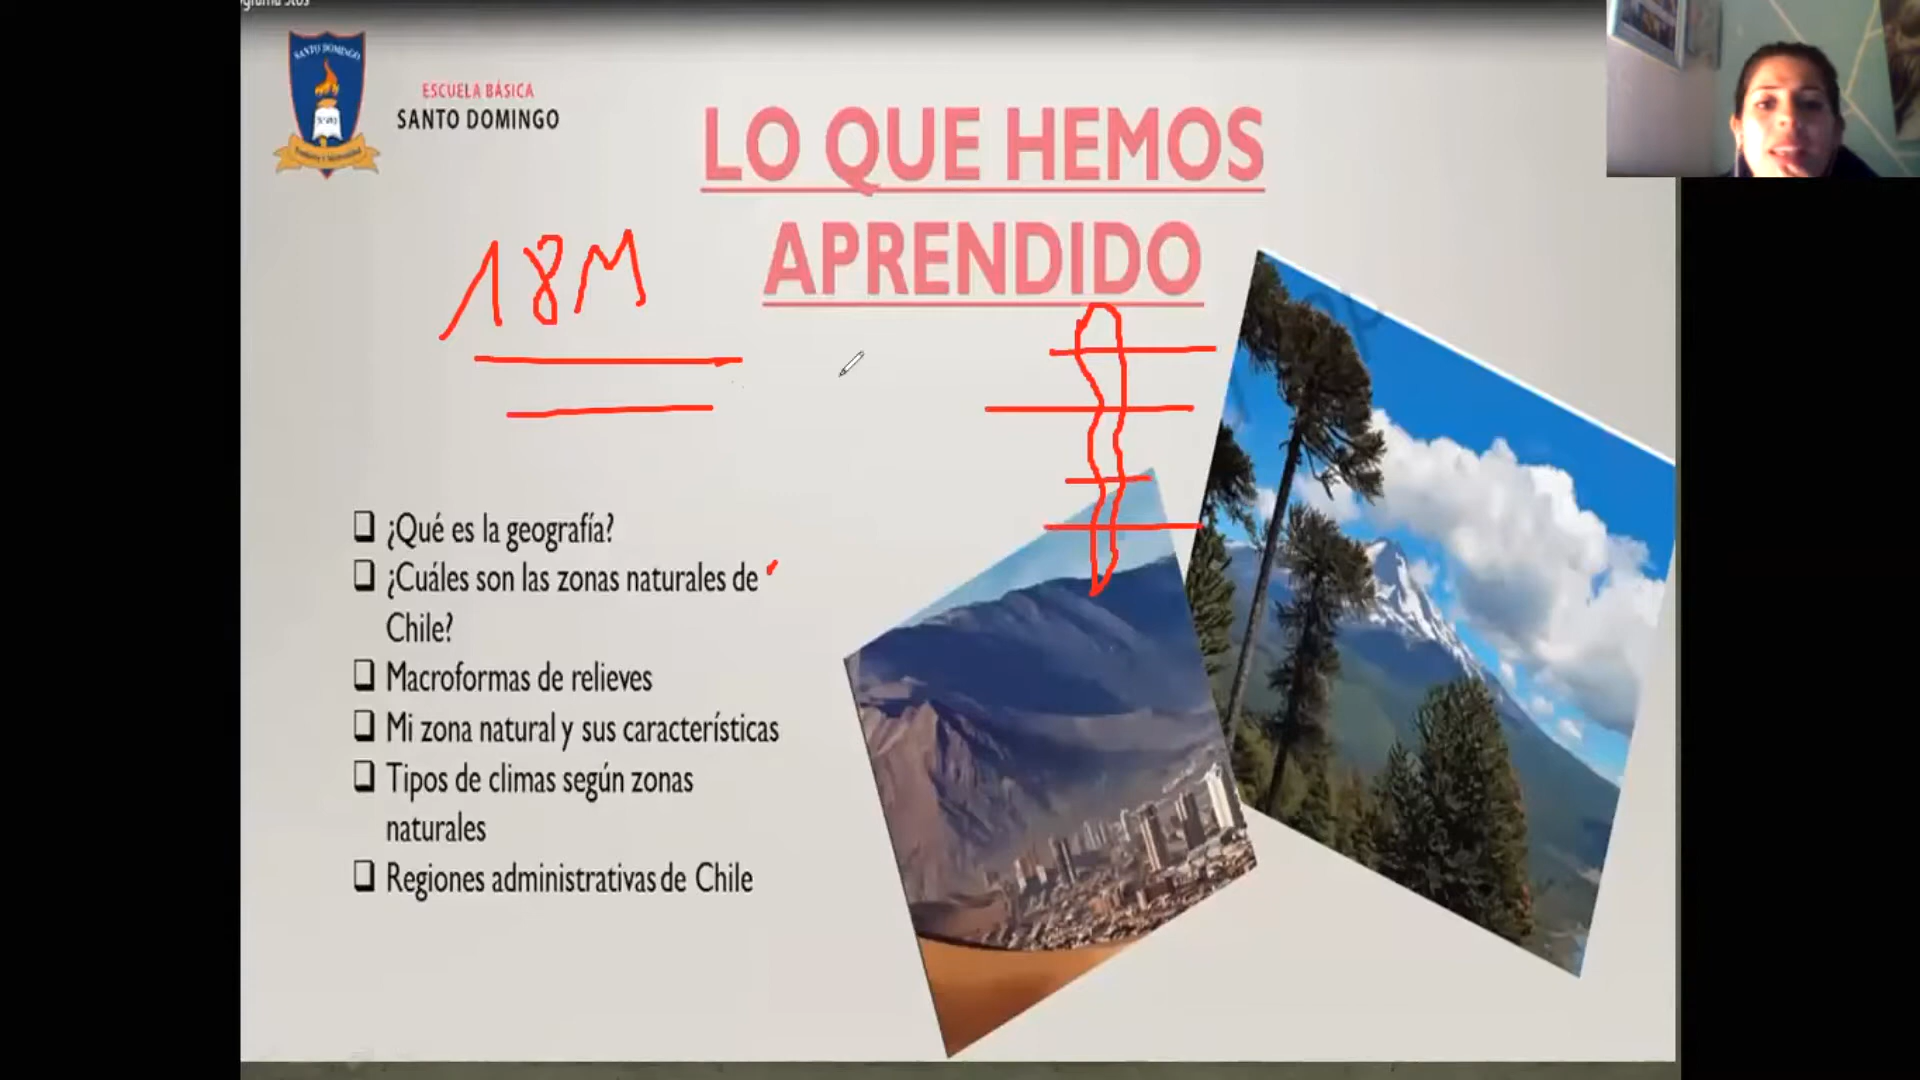 SANTO DOMINGO
ESCUELA BÁSICA
SANTO DOMINGO
LO QUE HEMOS
APRENDIDO
18M
❑ ¿Qué es la geografía?
❑ ¿Cuáles son las zonas naturales de
Chile?
❑ Macroformas de relieves
❑ Mi zona natural y sus características
❑ Tipos de climas según zonas
naturales
❑ Regiones administrativas de Chile